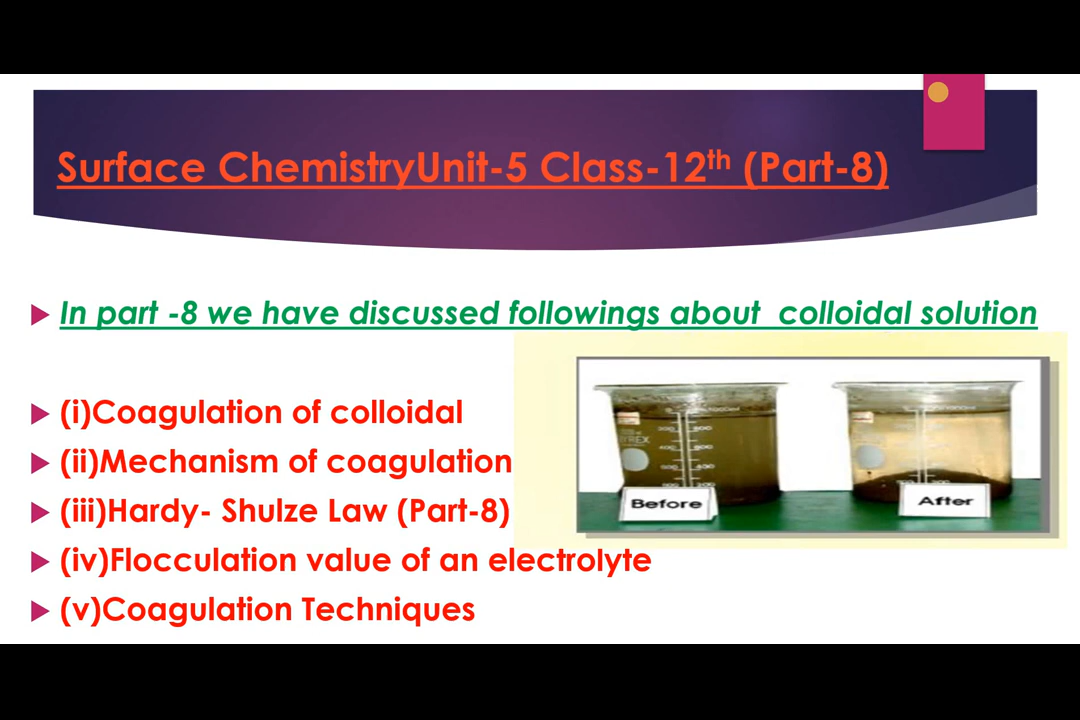 Surface ChemistryUnit-5 Class-12th (Part-8)
In part -8 we have discussed followings about colloidal solution
(i)Coagulation of colloidal
(ii)Mechanism of coagulation
(iii)Hardy- Shulze Law (Part-8)
(iv)Flocculation value of an electrolyte
(v)Coagulation Techniques
Before
After